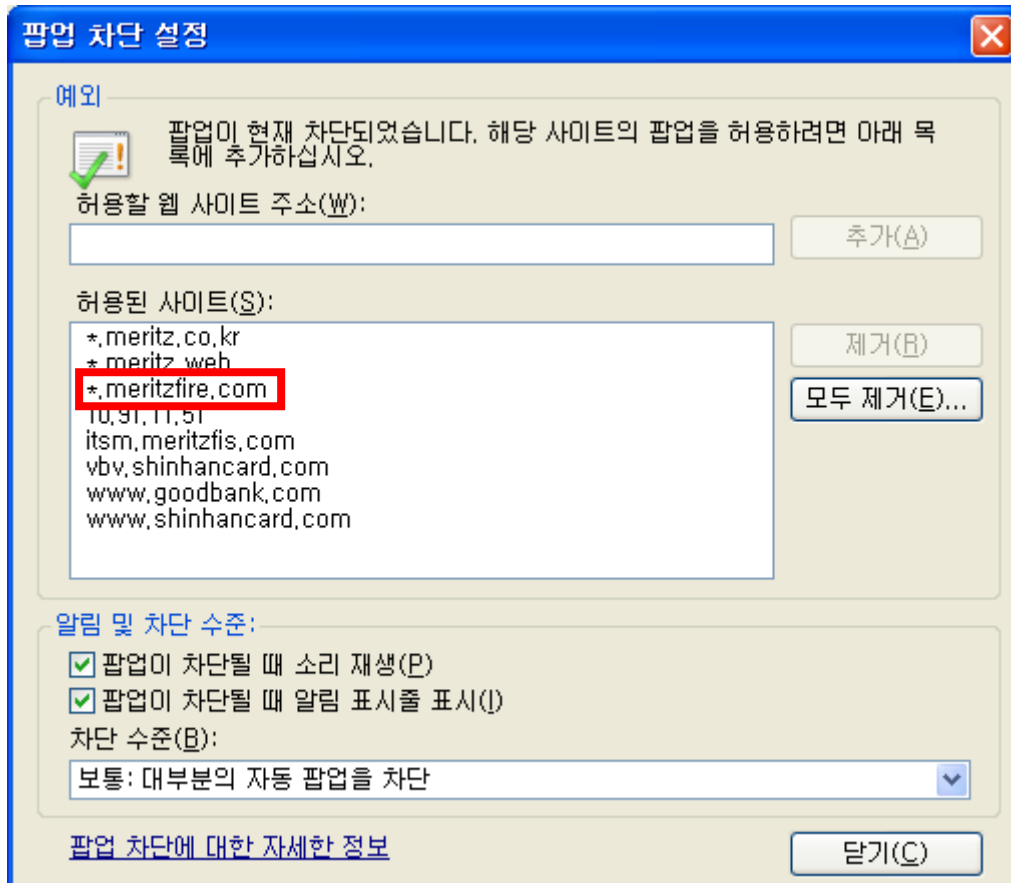 팝업 차단 설정
예외
팝업이 현재 차단되었습니다. 해당 사이트의 팝업을 허용하려면 아래 목
록에 추가하십시오.
허용할 웹 사이트 주소(W):
추가(A)
허용된 사이트(S):
*.meritz.co.kr
*.meritz.web
*.meritzfire.com
10.91.11.51
itsm.meritzfis.com
vbv.shinhancard.com
www.goodbank.com
www.shinhancard.com
제거(R)
모두 제거(E)...
알림 및 차단 수준:
팝업이 차단될 때 소리 재생(P)
팝업이 차단될 때 알림 표시줄 표시(I)
차단 수준(B):
보통: 대부분의 자동 팝업을 차단
팝업 차단에 대한 자세한 정보
닫기(C)